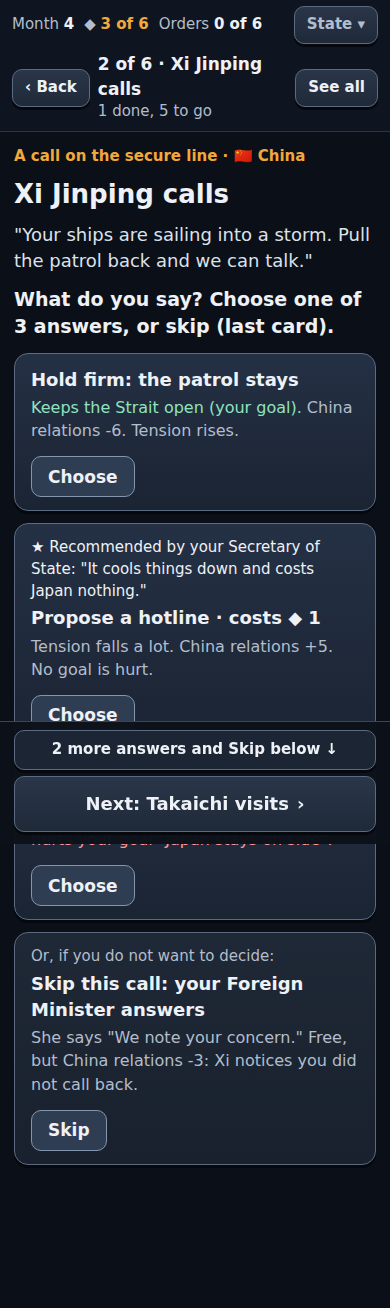 Month 4 ◆ 3 of 6 Orders 0 of 6
State ▾
‹ Back
2 of 6 · Xi Jinping
calls
1 done, 5 to go
See all
A call on the secure line · 🇨🇳 China
Xi Jinping calls
"Your ships are sailing into a storm. Pull
the patrol back and we can talk."
What do you say? Choose one of
3 answers, or skip (last card).
Hold firm: the patrol stays
Keeps the Strait open (your goal). China
relations -6. Tension rises.
Choose
★ Recommended by your Secretary of
State: "It cools things down and costs
Japan nothing."
Propose a hotline · costs ◆ 1
Tension falls a lot. China relations +5.
No goal is hurt.
Choose
2 more answers and Skip below ↓
Next: Takaichi visits ›
Choose
Or, if you do not want to decide:
Skip this call: your Foreign
Minister answers
She says "We note your concern." Free,
but China relations -3: Xi notices you did
not call back.
Skip